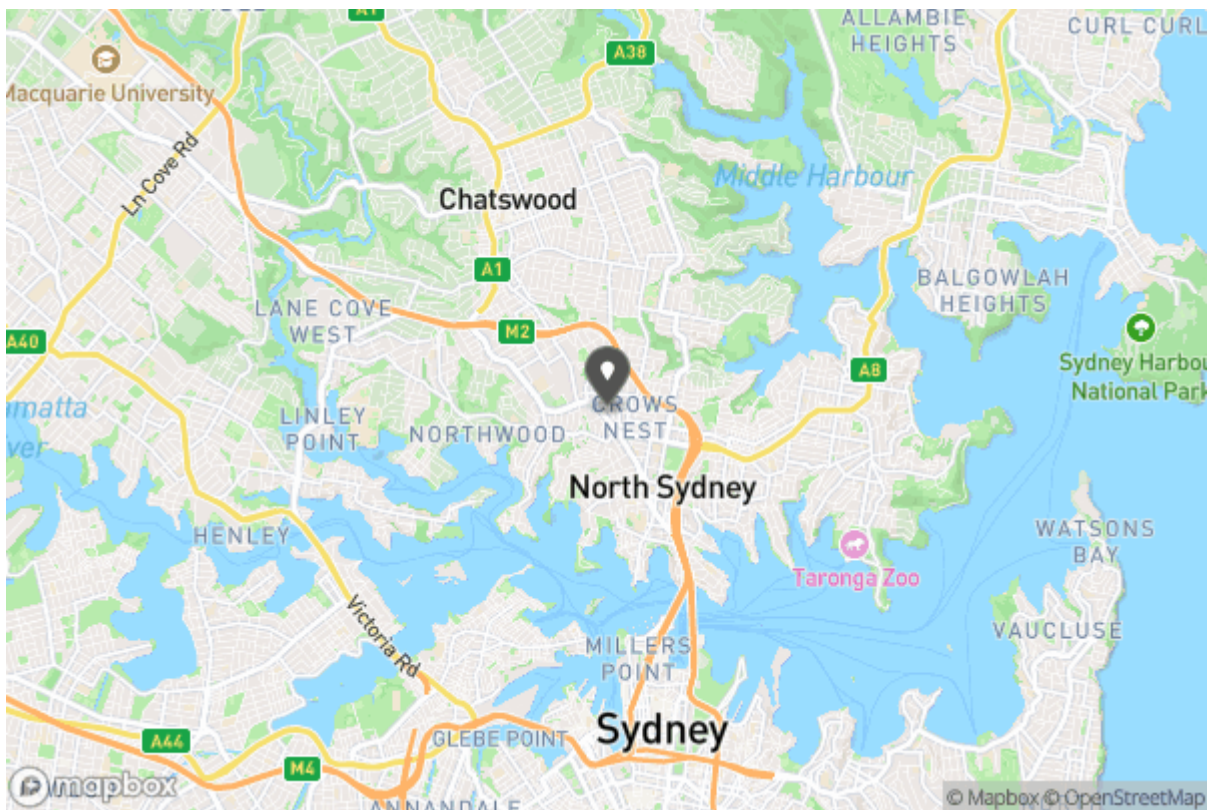 A1
ALLAMBIE
HEIGHTS
CURL CURL
A38
Macquarie University
Ln Cove Rd
Middle Harbour
Chatswood
A1
BALGOWLAH
HEIGHTS
LANE COVE
WEST
M2
A40
Sydney Harbou
National Park
A8
CROWS
NEST
LINLEY
POINT
NORTHWOOD
North Sydney
HENLEY
WATSONS
BAY
Taronga Zoo
Victoria Rd
VAUCLUSE
MILLERS
POINT
Sydney
GLEBE POINT
A44
M4
mapbox
ANNANDALE
© Mapbox © OpenStreetMap